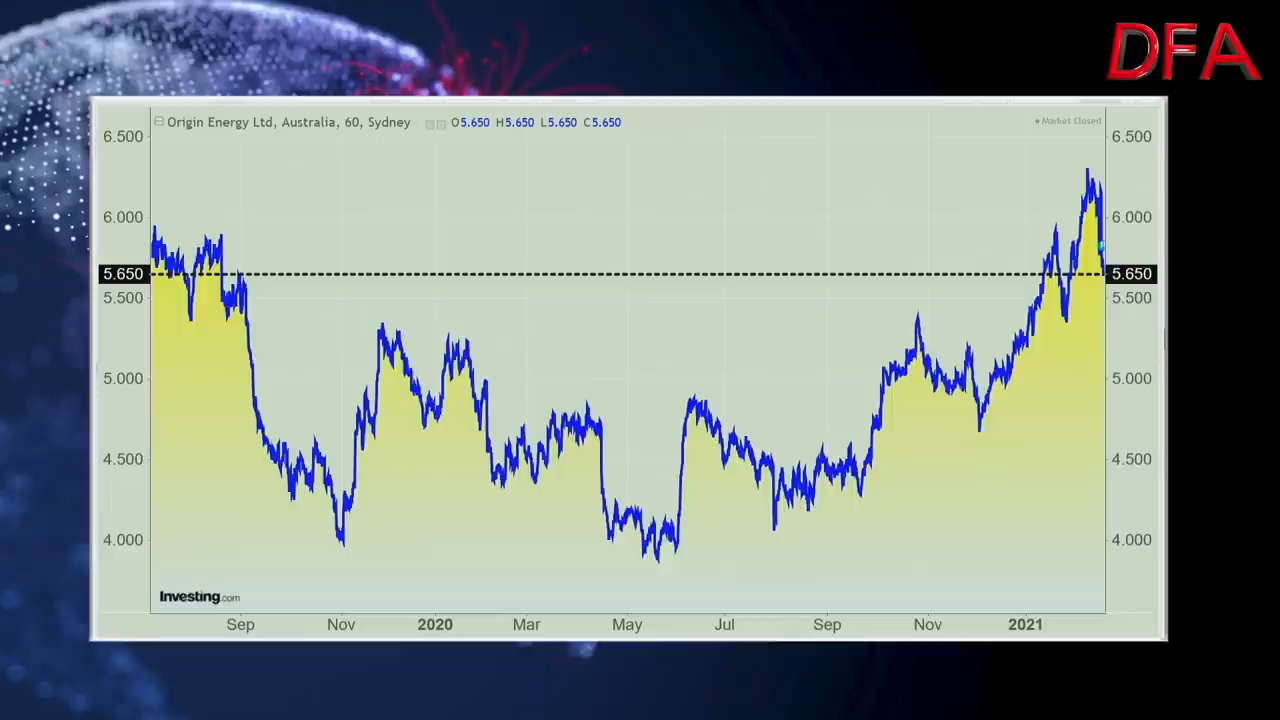 DFA
Origin Energy Ltd, Australia, 60, Sydney O5.650 H5.650 L5.650 C5.650
Market Closed
6.500 6.500
6.000 6.000
5.650 5.650
5.500 5.500
5.000 5.000
4.500 4.500
4.000 4.000
Investing.com
Sep Nov 2020 Mar May Jul Sep Nov 2021